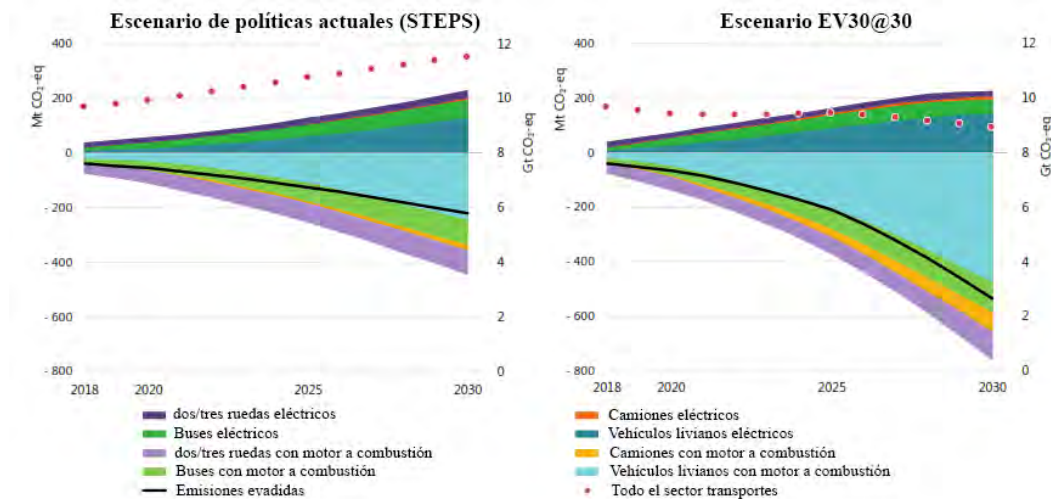 Escenario de políticas actuales (STEPS)
Escenario EV30@30
Mt CO₂-eq
400
200
0
- 200
- 400
- 600
- 800
Gt CO₂-eq
12
10
8
6
4
2
0
2018
2020
2025
2030
Mt CO₂-eq
400
200
0
- 200
- 400
- 600
- 800
Gt CO₂-eq
12
10
8
6
4
2
0
2018
2020
2025
2030
dos/tres ruedas eléctricos
Buses eléctricos
dos/tres ruedas con motor a combustión
Buses con motor a combustión
Emisiones evadidas
Camiones eléctricos
Vehículos livianos eléctricos
Camiones con motor a combustión
Vehículos livianos con motor a combustión
Todo el sector transportes